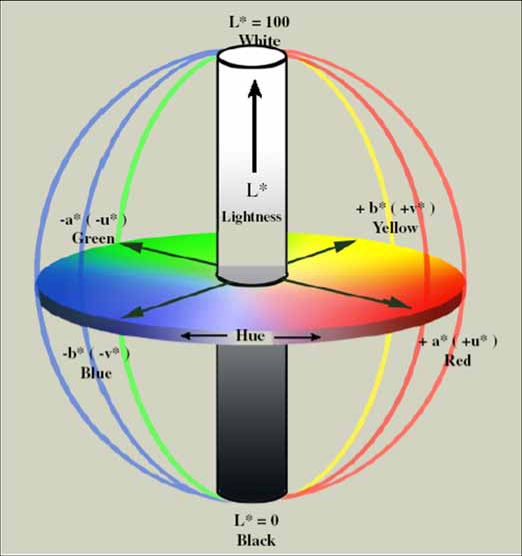 L* = 100
White
L*
Lightness
-a* ( -u* )
Green
+ b* ( +v* )
Yellow
Hue
-b* ( -v* )
Blue
+ a* ( +u* )
Red
L* = 0
Black